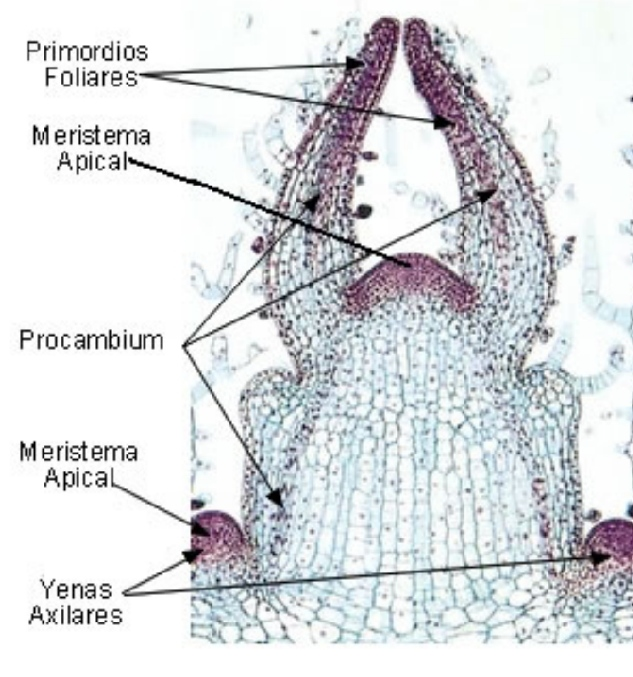 Primordios
Foliares
Meristema
Apical
Procambium
Meristema
Apical
Yenas
Axilares